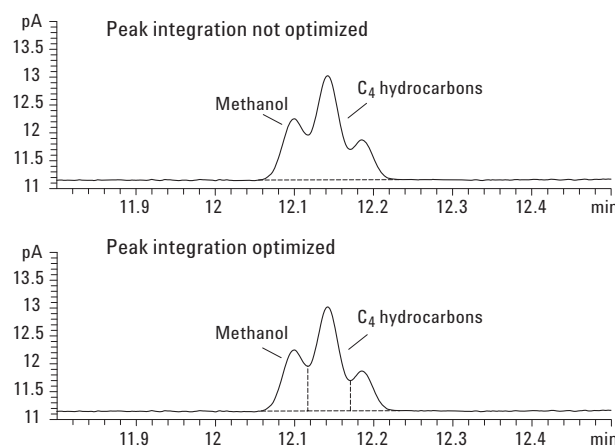 pA
Peak integration not optimized
13.5
13
12.5
12
11.5
11
Methanol
C4 hydrocarbons
11.9 12 12.1 12.2 12.3 12.4 min
pA
Peak integration optimized
13.5
13
12.5
12
11.5
11
Methanol
C4 hydrocarbons
11.9 12 12.1 12.2 12.3 12.4 min